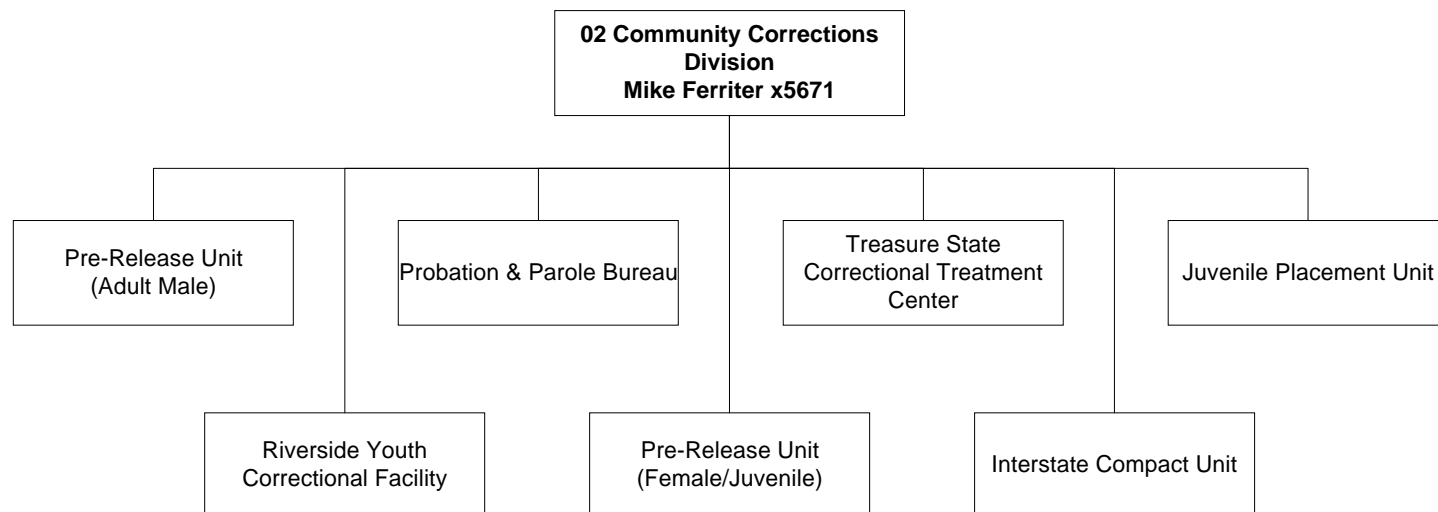 02 Community Corrections
Division
Mike Ferriter x5671
Pre-Release Unit
(Adult Male)
Probation & Parole Bureau
Treasure State
Correctional Treatment
Center
Juvenile Placement Unit
Riverside Youth
Correctional Facility
Pre-Release Unit
(Female/Juvenile)
Interstate Compact Unit